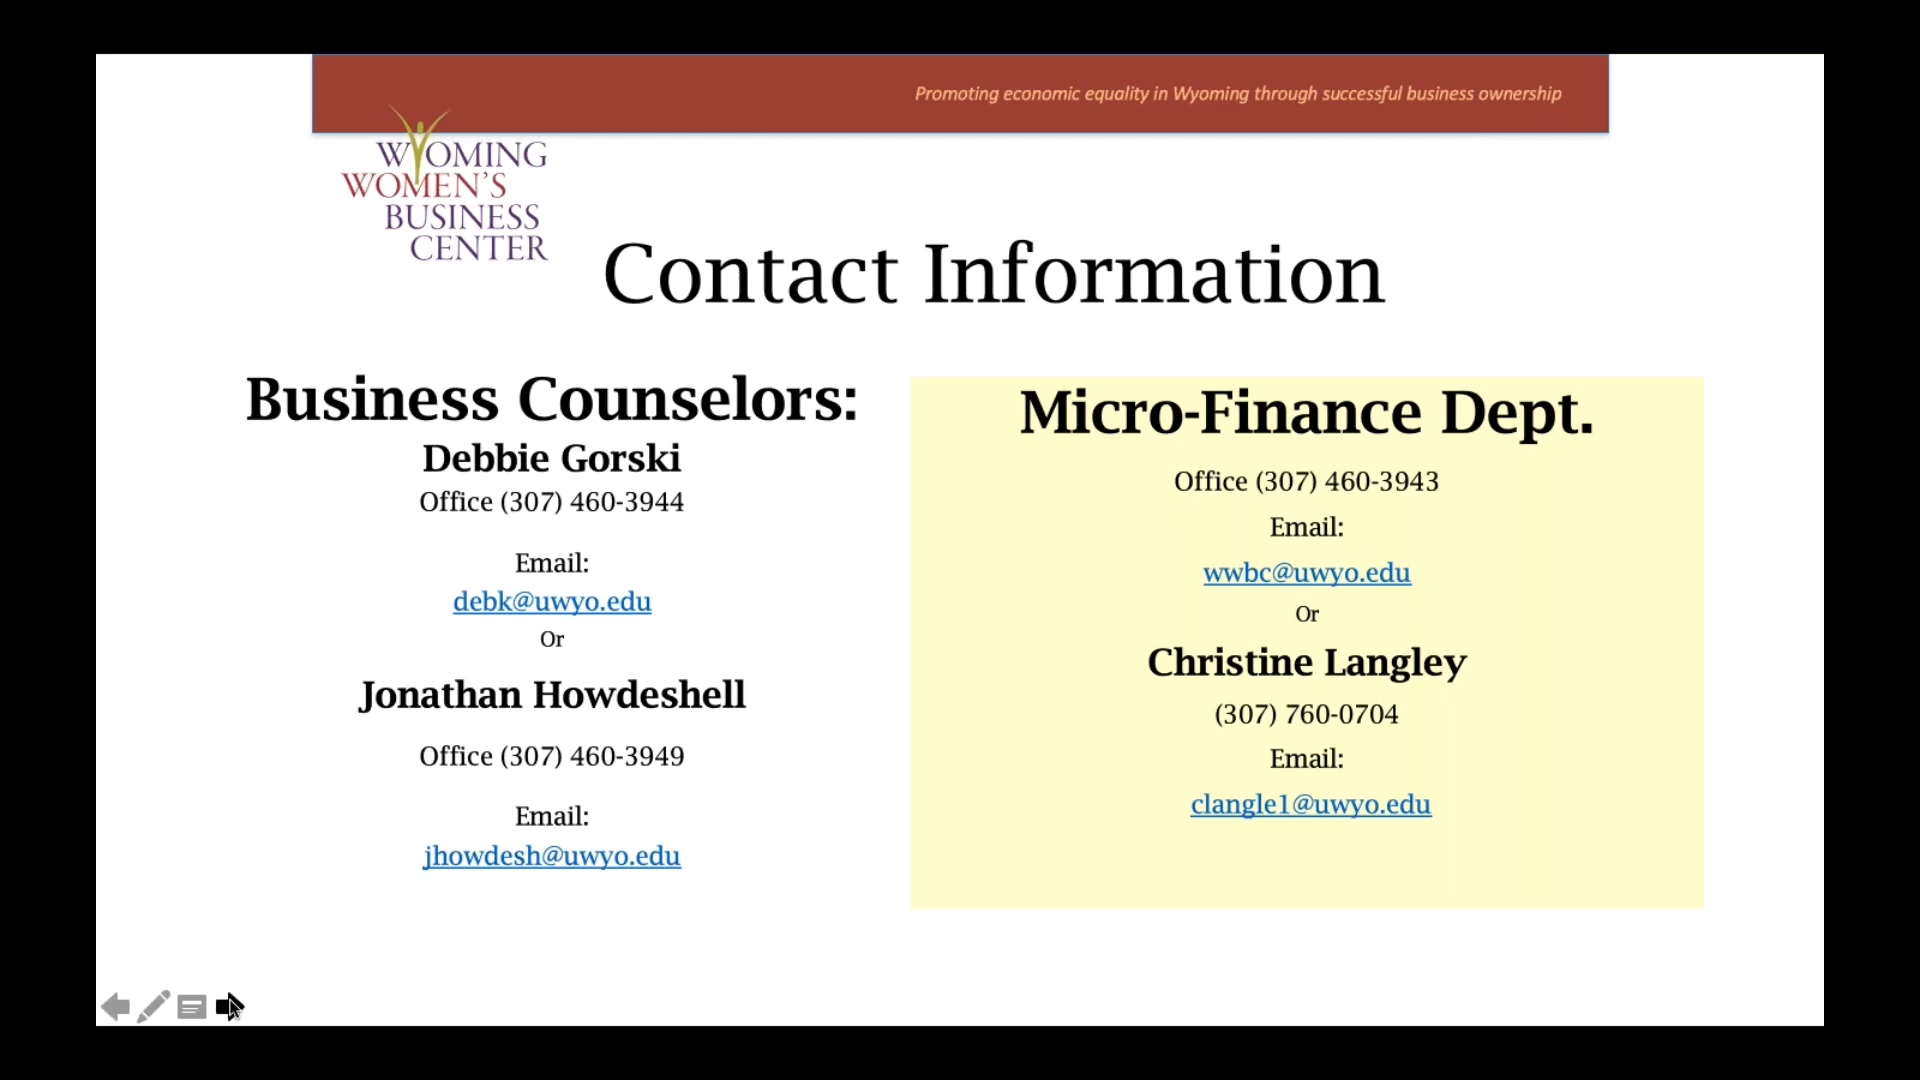 Promoting economic equality in Wyoming through successful business ownership
WYOMING
WOMEN'S
BUSINESS
CENTER
Contact Information
Business Counselors:
Debbie Gorski
Office (307) 460-3944
Email:
debk@uwyo.edu
Or
Jonathan Howdeshell
Office (307) 460-3949
Email:
jhowdesh@uwyo.edu
Micro-Finance Dept.
Office (307) 460-3943
Email:
wwbc@uwyo.edu
Or
Christine Langley
(307) 760-0704
Email:
clangle1@uwyo.edu